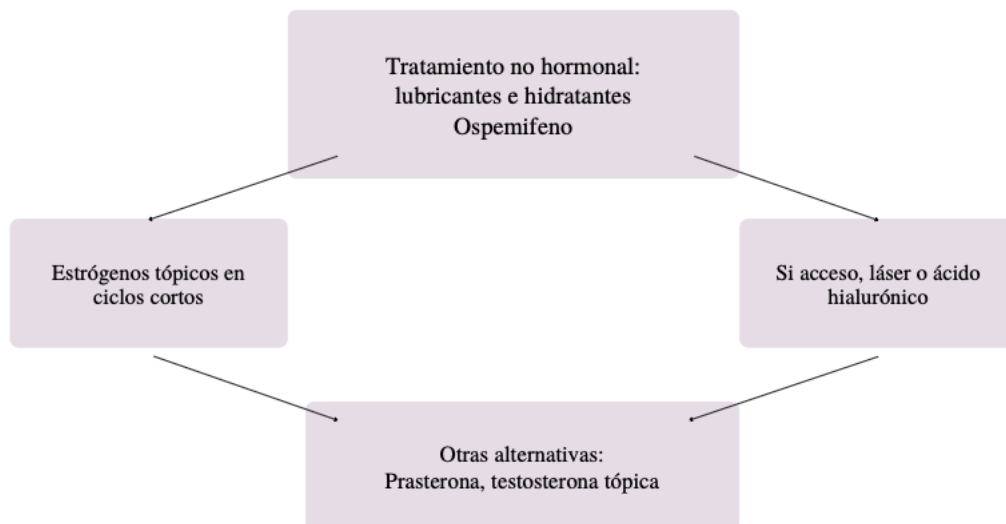 Tratamiento no hormonal:
lubricantes e hidratantes
Ospemifeno
Estrógenos tópicos en
ciclos cortos
Si acceso, láser o ácido
hialurónico
Otras alternativas:
Prasterona, testosterona tópica